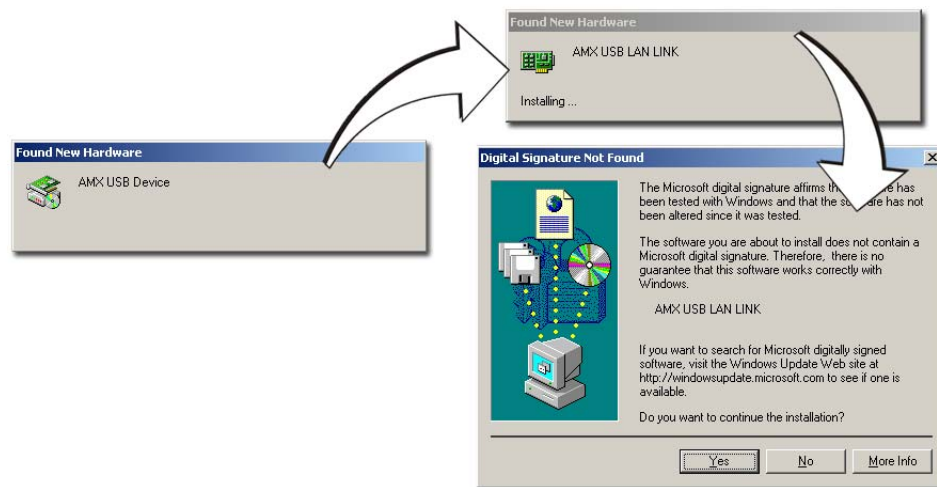 Found New Hardware
AMX USB Device
Found New Hardware
AMX USB LAN LINK
Installing ...
Digital Signature Not Found
The Microsoft digital signature affirms has
been tested with Windows and that the has not
been altered since it was tested.
The software you are about to install does not contain a
Microsoft digital signature. Therefore, there is no
guarantee that this software works correctly with
Windows.
AMX USB LAN LINK
If you want to search for Microsoft digitally signed
software, visit the Windows Update Web site at
http://windowsupdate.microsoft.com to see if one is
available.
Do you want to continue the installation?
Yes
No
More Info